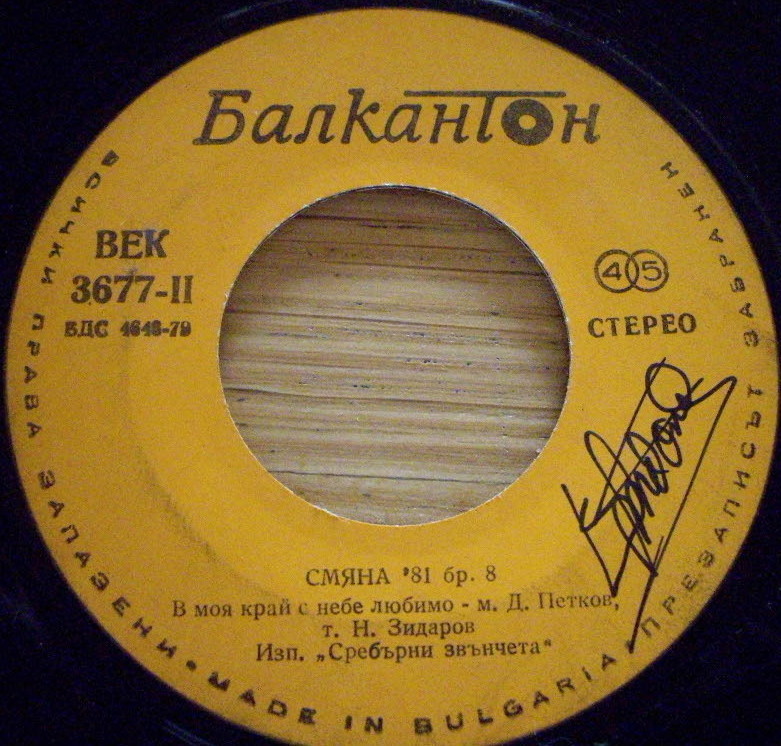 Балкантон
ВЕК
3677-II
БДС 4648-79
45
СТЕРЕО
СМЯНА '81 бр. 8
В моя край с небе любимо - м. Д. Петков,
т. Н. Зидаров
Изп. „Сребърни звънчета"
ВСИЧКИ ПРАВА ЗАПАЗЕНИ • MADE IN BULGARIA • ПРЕЗАПИСЪТ ЗАБРАНЕН